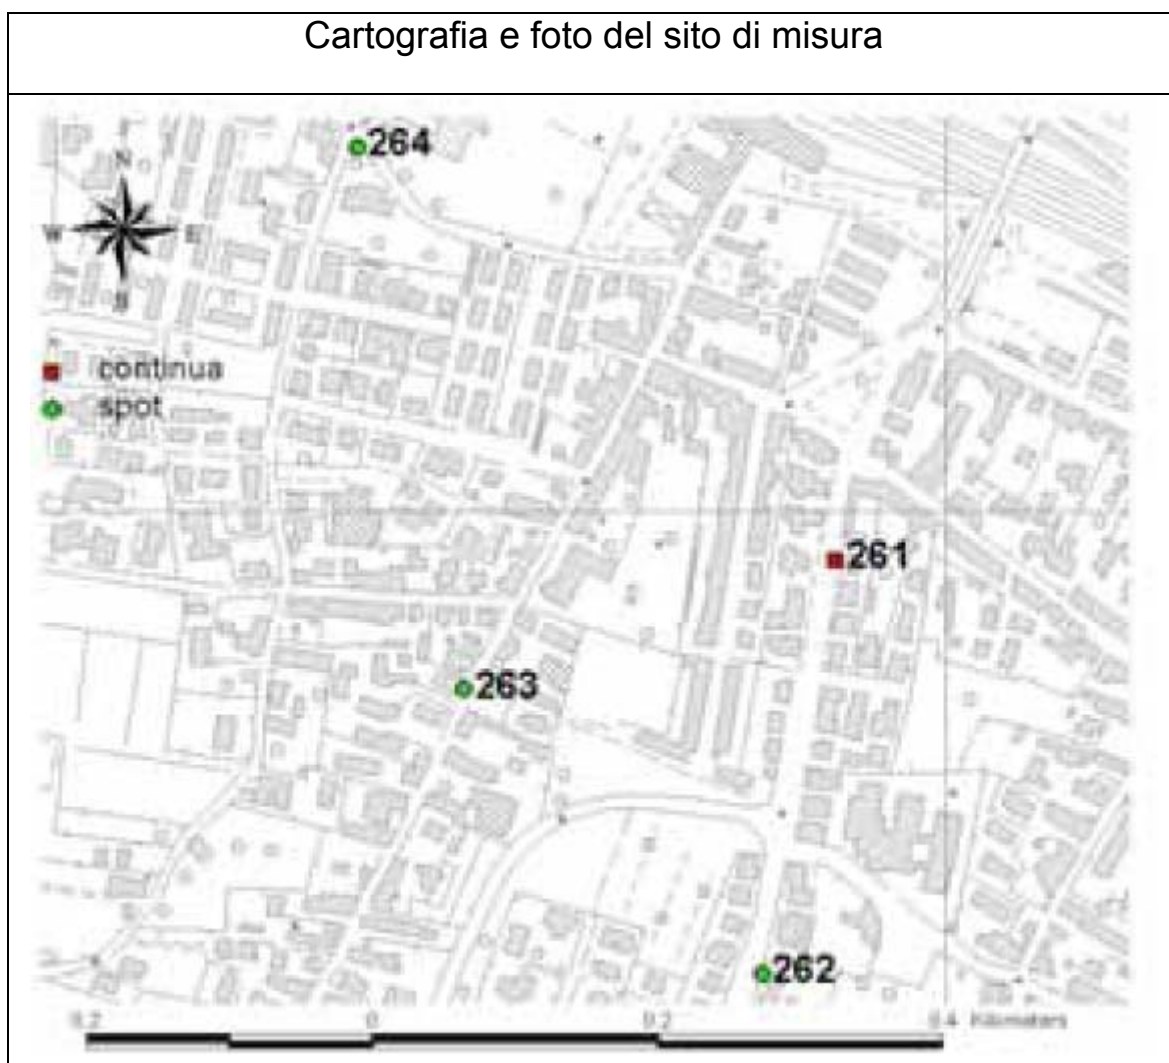 Cartografia e foto del sito di misura
264
N
W E
S
continua
spot
261
263
262
0.2 0 0.2 0.4 Kilometers